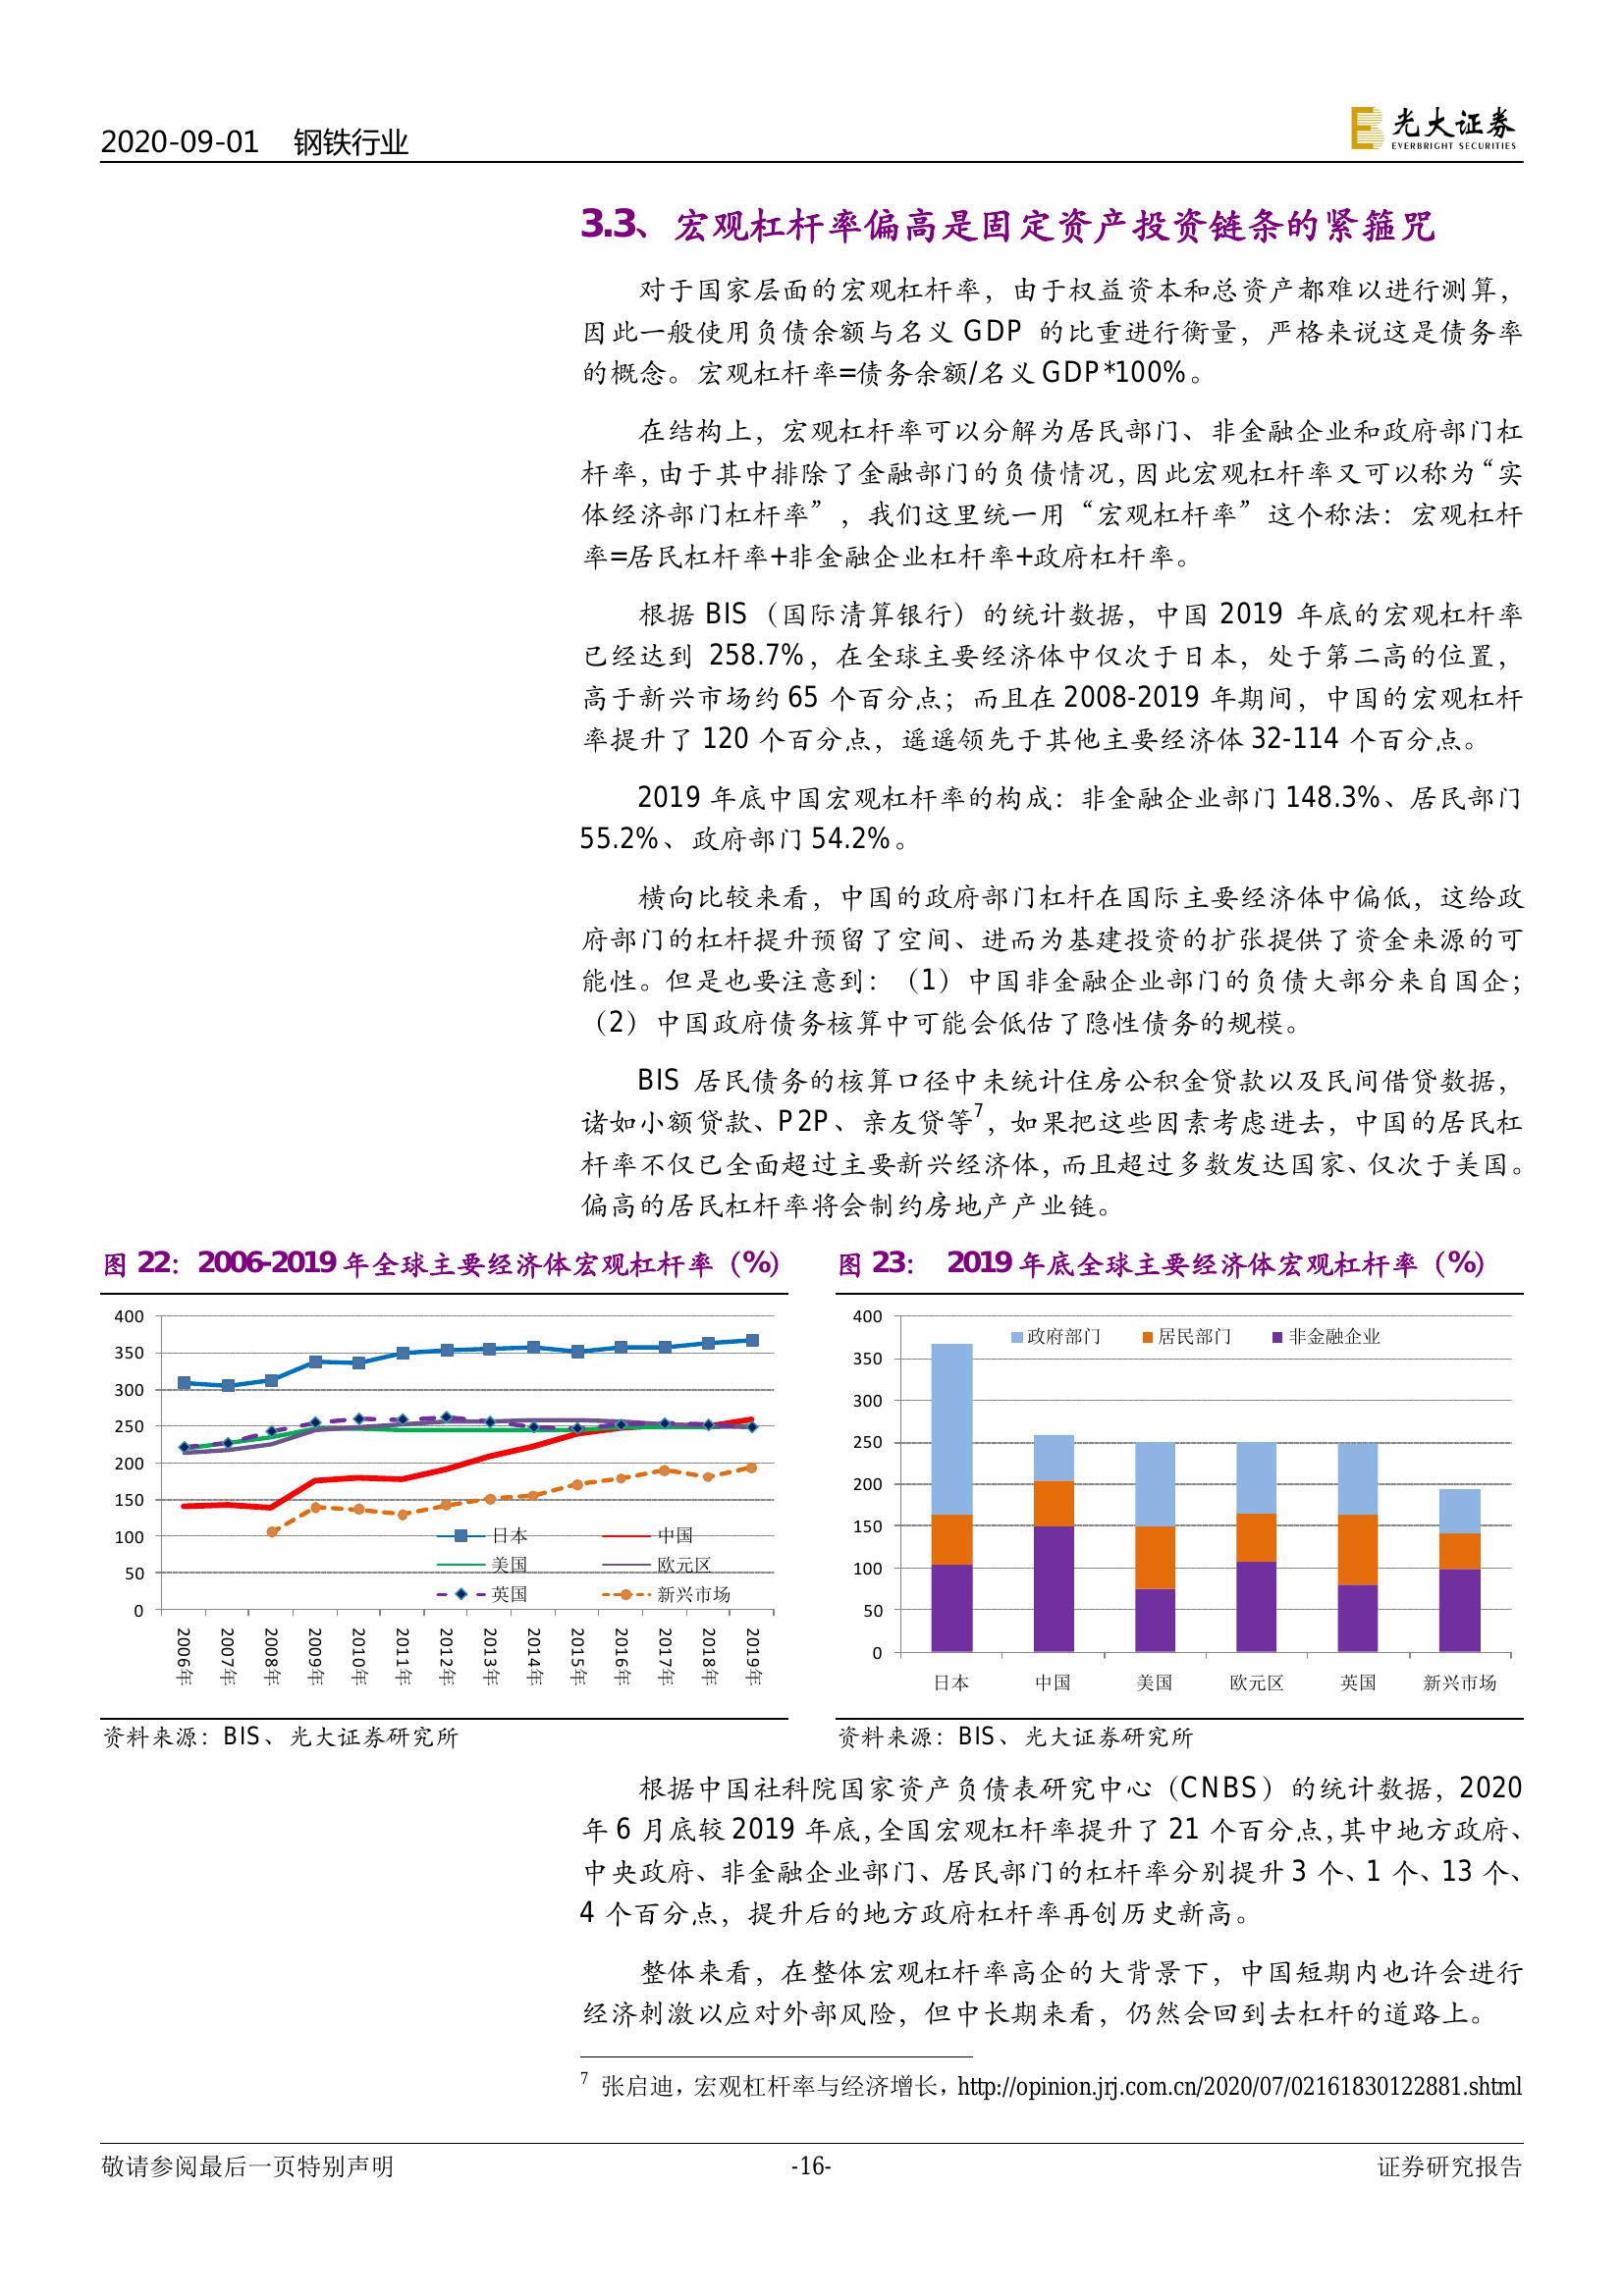 2020-09-01 钢铁行业
光大证券
EVERBRIGHT SECURITIES
3.3、宏观杠杆率偏高是固定资产投资链条的紧箍咒
对于国家层面的宏观杠杆率，由于权益资本和总资产都难以进行测算，
因此一般使用负债余额与名义 GDP 的比重进行衡量，严格来说这是债务率
的概念。宏观杠杆率=债务余额/名义 GDP*100%。
在结构上，宏观杠杆率可以分解为居民部门、非金融企业和政府部门杠
杆率，由于其中排除了金融部门的负债情况，因此宏观杠杆率又可以称为“实
体经济部门杠杆率”，我们这里统一用“宏观杠杆率”这个称法：宏观杠杆
率=居民杠杆率+非金融企业杠杆率+政府杠杆率。
根据 BIS（国际清算银行）的统计数据，中国 2019 年底的宏观杠杆率
已经达到 258.7%，在全球主要经济体中仅次于日本，处于第二高的位置，
高于新兴市场约 65 个百分点；而且在 2008-2019 年期间，中国的宏观杠杆
率提升了 120 个百分点，遥遥领先于其他主要经济体 32-114 个百分点。
2019 年底中国宏观杠杆率的构成：非金融企业部门 148.3%、居民部门
55.2%、政府部门 54.2%。
横向比较来看，中国的政府部门杠杆在国际主要经济体中偏低，这给政
府部门的杠杆提升预留了空间、进而为基建投资的扩张提供了资金来源的可
能性。但是也要注意到：（1）中国非金融企业部门的负债大部分来自国企；
（2）中国政府债务核算中可能会低估了隐性债务的规模。
BIS 居民债务的核算口径中未统计住房公积金贷款以及民间借贷数据，
诸如小额贷款、P2P、亲友贷等7，如果把这些因素考虑进去，中国的居民杠
杆率不仅已全面超过主要新兴经济体，而且超过多数发达国家、仅次于美国。
偏高的居民杠杆率将会制约房地产产业链。
图 22：2006-2019 年全球主要经济体宏观杠杆率（%）
400
350
300
250
200
150
100
50
0
日本 中国
美国 欧元区
英国 新兴市场
2006年 2007年 2008年 2009年 2010年 2011年 2012年 2013年 2014年 2015年 2016年 2017年 2018年 2019年
资料来源：BIS、光大证券研究所
图 23： 2019 年底全球主要经济体宏观杠杆率（%）
政府部门 居民部门 非金融企业
400
350
300
250
200
150
100
50
0
日本 中国 美国 欧元区 英国 新兴市场
资料来源：BIS、光大证券研究所
根据中国社科院国家资产负债表研究中心（CNBS）的统计数据，2020
年 6 月底较 2019 年底，全国宏观杠杆率提升了 21 个百分点，其中地方政府、
中央政府、非金融企业部门、居民部门的杠杆率分别提升 3 个、1 个、13 个、
4 个百分点，提升后的地方政府杠杆率再创历史新高。
整体来看，在整体宏观杠杆率高企的大背景下，中国短期内也许会进行
经济刺激以应对外部风险，但中长期来看，仍然会回到去杠杆的道路上。
7 张启迪，宏观杠杆率与经济增长，http://opinion.jrj.com.cn/2020/07/02161830122881.shtml
敬请参阅最后一页特别声明 -16- 证券研究报告